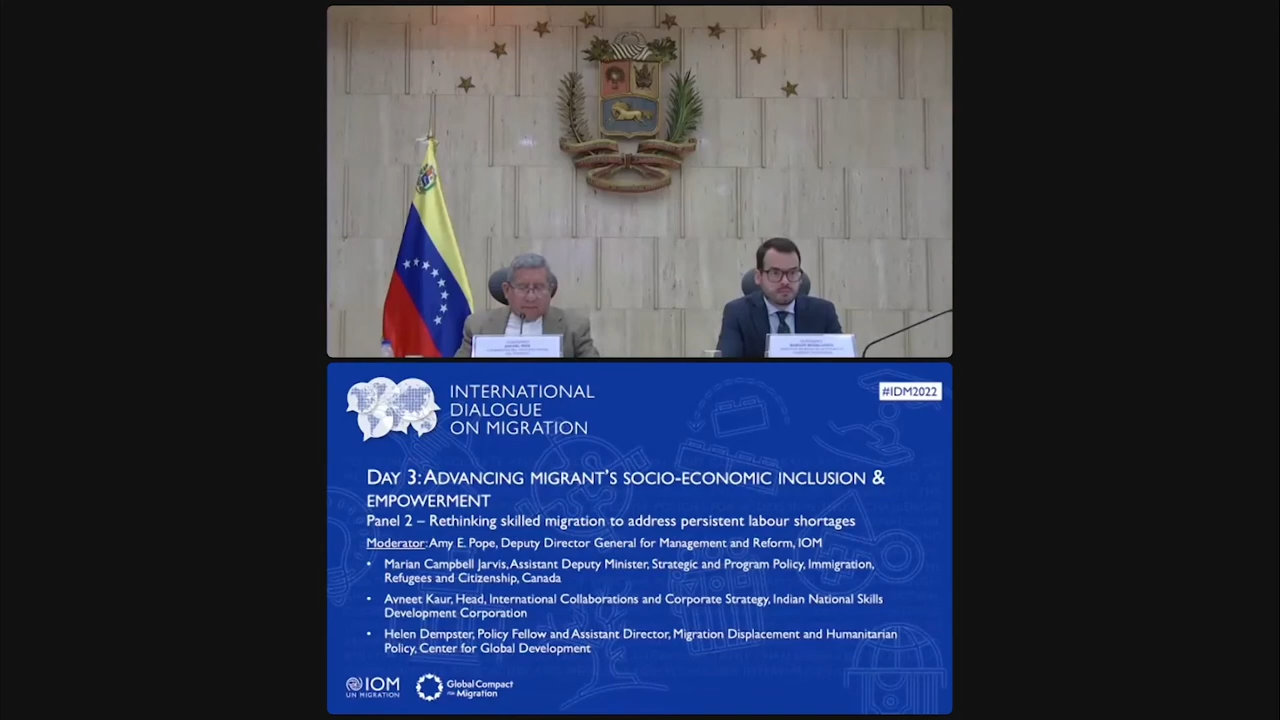 INTERNATIONAL
DIALOGUE
ON MIGRATION
#IDM2022
DAY 3: ADVANCING MIGRANT'S SOCIO-ECONOMIC INCLUSION &
EMPOWERMENT
Panel 2 – Rethinking skilled migration to address persistent labour shortages
Moderator: Amy E. Pope, Deputy Director General for Management and Reform, IOM
• Marian Campbell Jarvis, Assistant Deputy Minister, Strategic and Program Policy, Immigration,
Refugees and Citizenship, Canada
• Avneet Kaur, Head, International Collaborations and Corporate Strategy, Indian National Skills
Development Corporation
• Helen Dempster, Policy Fellow and Assistant Director, Migration Displacement and Humanitarian
Policy, Center for Global Development
IOM
UN MIGRATION
Global Compact
for Migration